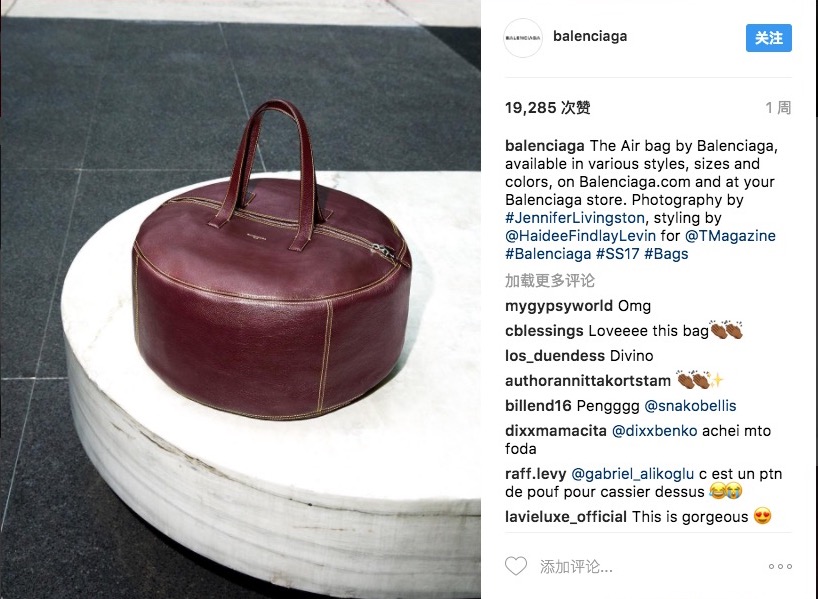 BALENCIAGA
balenciaga
关注
19,285 次赞
1 周
balenciaga The Air bag by Balenciaga,
available in various styles, sizes and
colors, on Balenciaga.com and at your
Balenciaga store. Photography by
#JenniferLivingston, styling by
@HaideeFindlayLevin for @TMagazine
#Balenciaga #SS17 #Bags
加载更多评论
mygypsyworld Omg
cblessings Loveeee this bag👏🏾👏🏾
los_duendess Divino
authorannittakortstam 👏🏾👏🏾✨
billend16 Pengggg @snakobellis
dixxmamacita @dixxbenko achei mto
foda
raff.levy @gabriel_alikoglu c est un ptn
de pouf pour cassier dessus 😂😭
lavieluxe_official This is gorgeous 😍
添加评论...